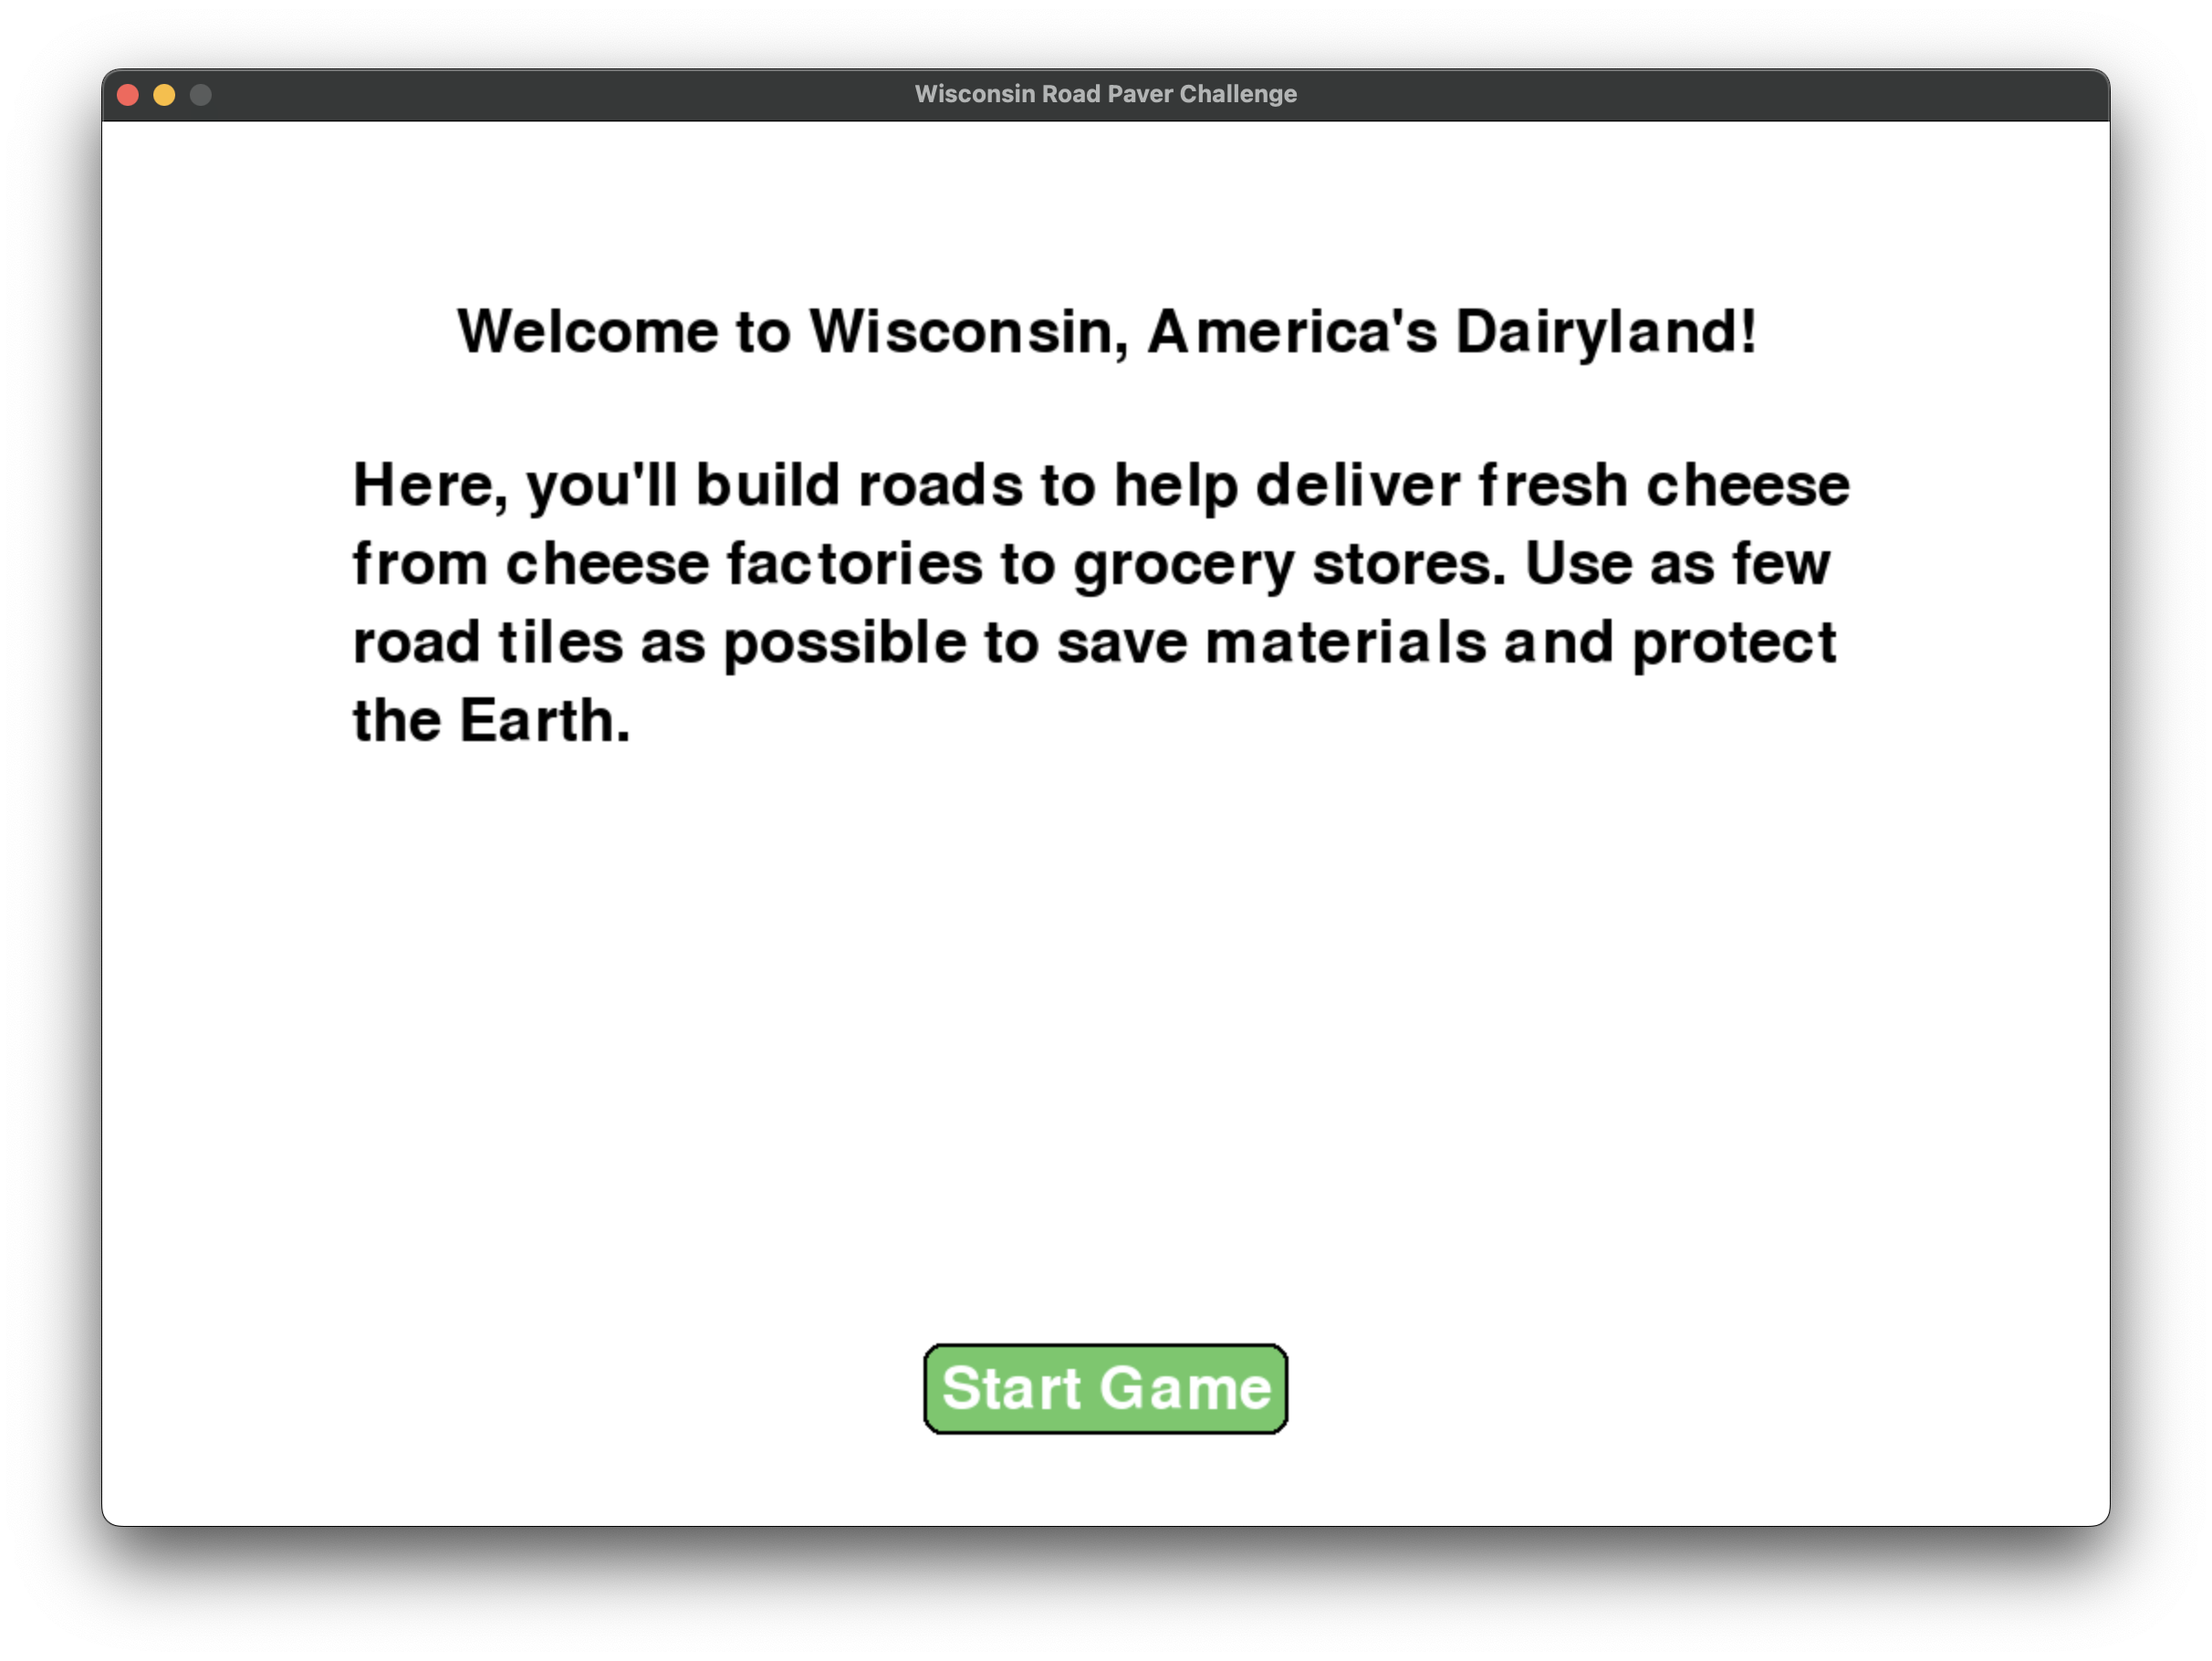 Wisconsin Road Paver Challenge
Welcome to Wisconsin, America's Dairyland!
Here, you'll build roads to help deliver fresh cheese
from cheese factories to grocery stores. Use as few
road tiles as possible to save materials and protect
the Earth.
Start Game